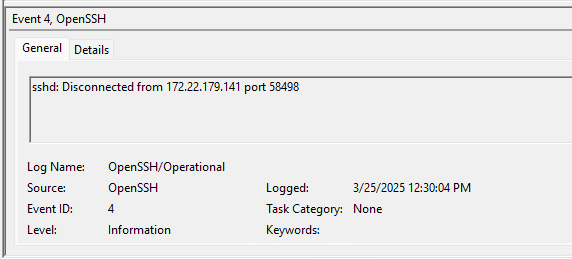 Event 4, OpenSSH
General Details
sshd: Disconnected from 172.22.179.141 port 58498
Log Name: OpenSSH/Operational
Source: OpenSSH Logged: 3/25/2025 12:30:04 PM
Event ID: 4 Task Category: None
Level: Information Keywords: